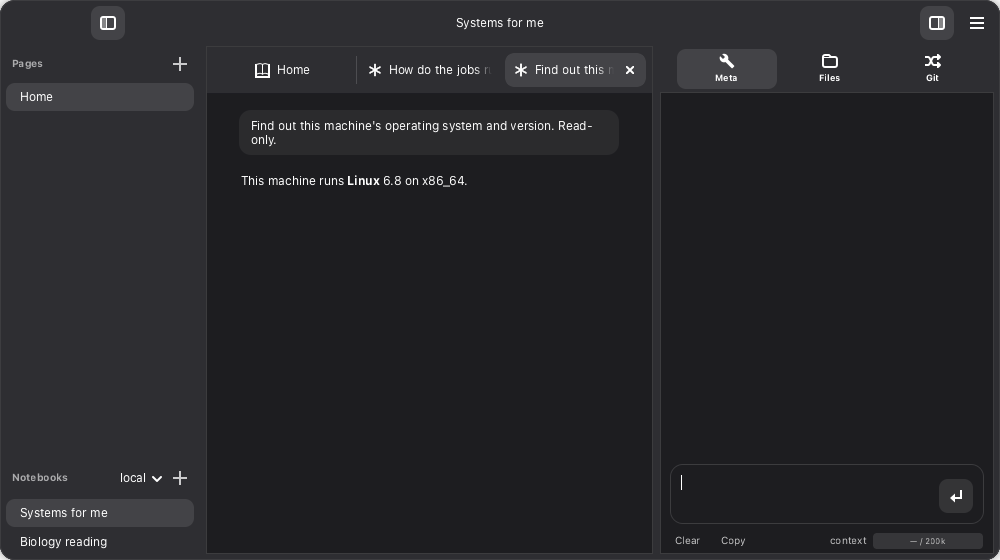 Systems for me
Pages
Home
Home
How do the jobs
Find out this
Meta
Files
Git
Find out this machine's operating system and version. Read-
only.
This machine runs Linux 6.8 on x86_64.
Notebooks
local
Systems for me
Biology reading
Clear
Copy
context
— / 200k